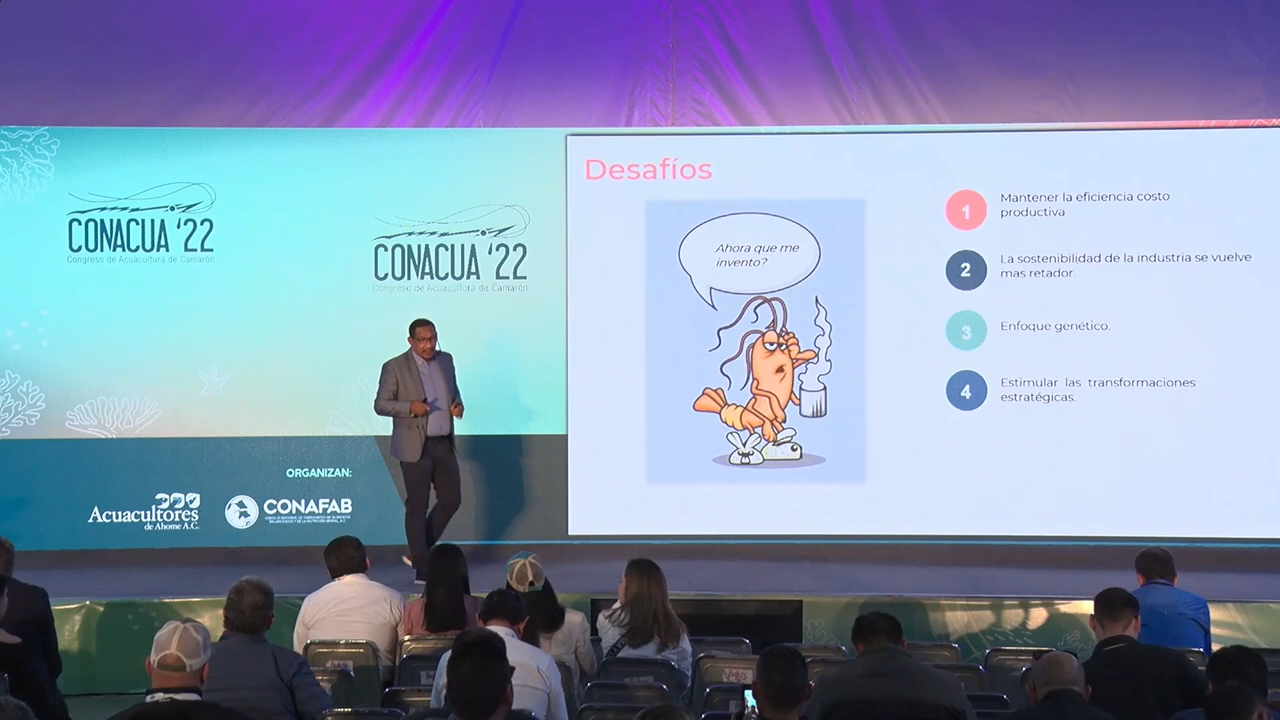 CONACUA '22
Congreso de Acuacultura de Camarón
CONACUA '22
Congreso de Acuacultura de Camarón
ORGANIZAN:
Acuacultores
de Ahome A.C.
CONAFAB
Desafíos
Ahora que me
invento?
1
Mantener la eficiencia costo
productiva
2
La sostenibilidad de la industria se vuelve
mas retador.
3
Enfoque genético.
4
Estimular las transformaciones
estratégicas.